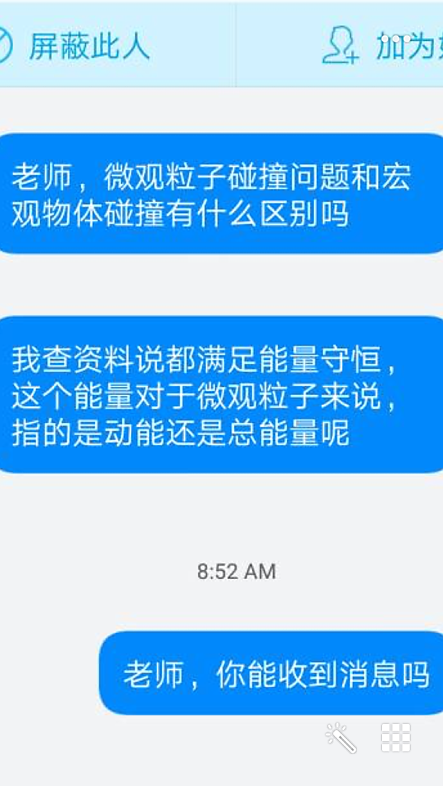 屏蔽此人
加为
老师，微观粒子碰撞问题和宏
观物体碰撞有什么区别吗
我查资料说都满足能量守恒，
这个能量对于微观粒子来说，
指的是动能还是总能量呢
8:52 AM
老师，你能收到消息吗